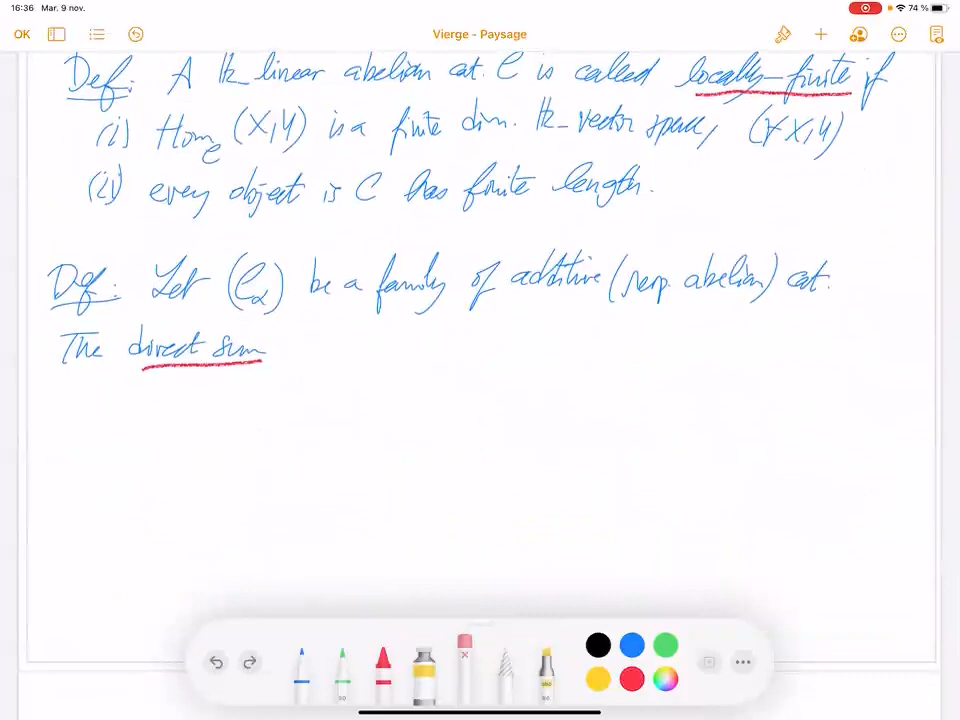 16:36 Mar. 9 nov. 74 %
OK Vierge - Paysage
Def: A 𝕜-linear abelian cat. C is called locally-finite if
(i) Hom_C (X,Y) is a finite dim. 𝕜-vector space, (∀X,Y)
(ii) every object is C has finite length.
Def: Let (C_α) be a family of additive (resp. abelian) cat.
The direct sum